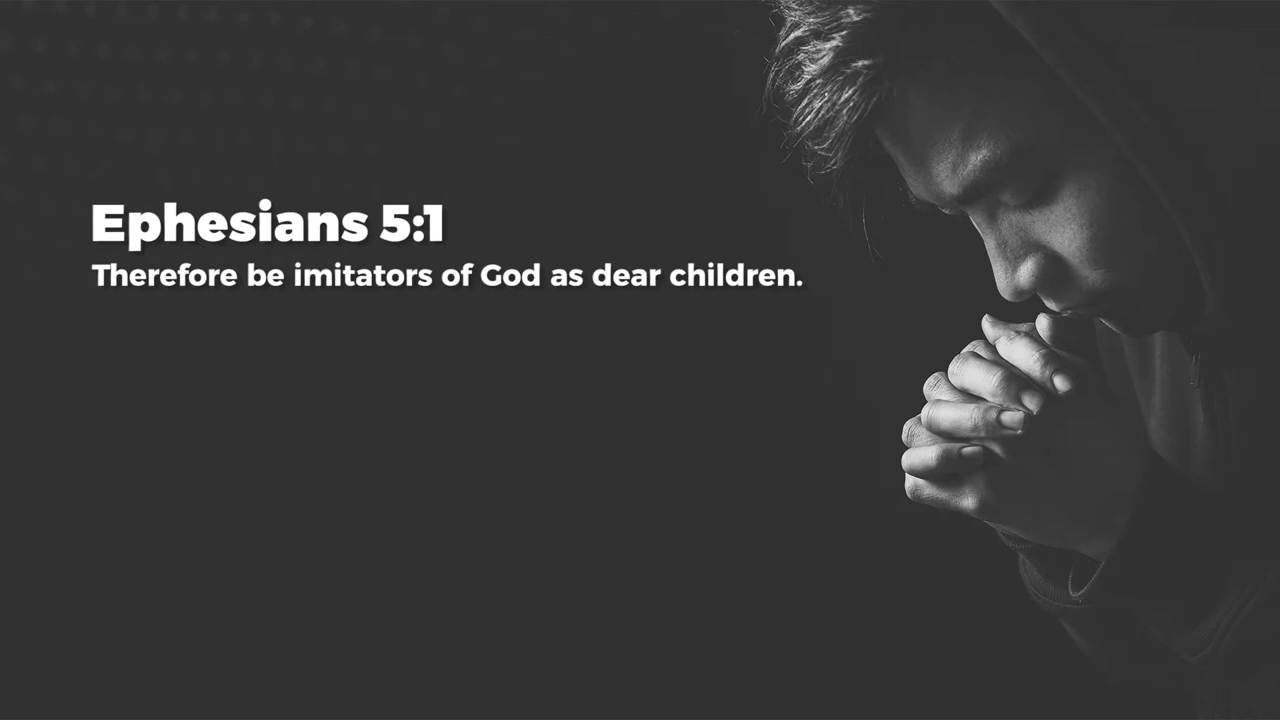 Ephesians 5:1
Therefore be imitators of God as dear children.